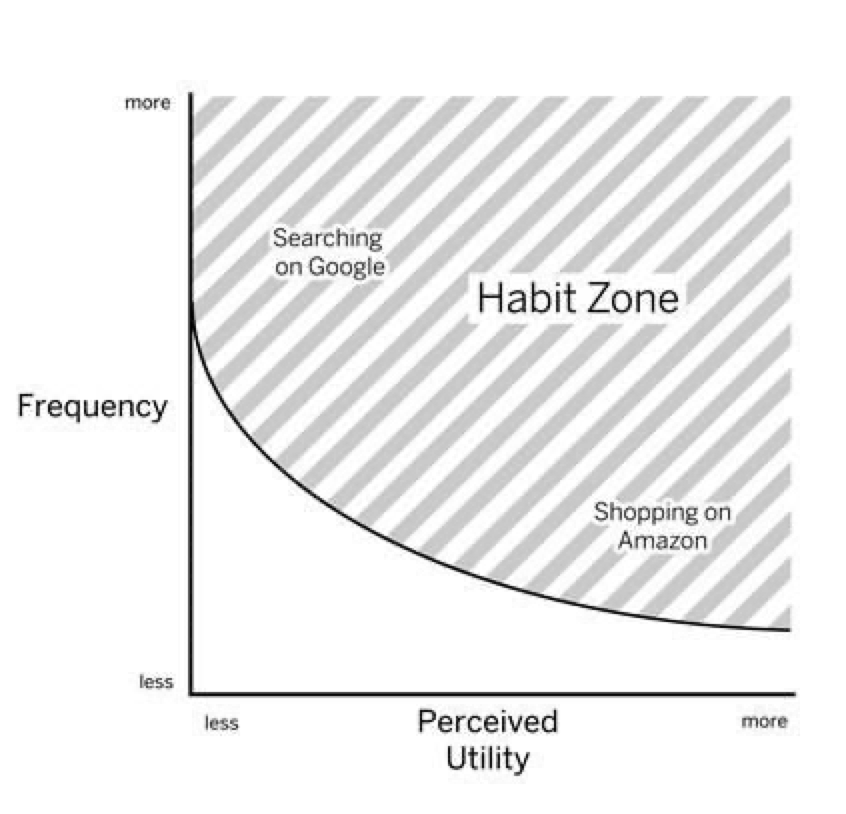 more
Searching
on Google
Habit Zone
Frequency
Shopping on
Amazon
less
less
Perceived
Utility
more